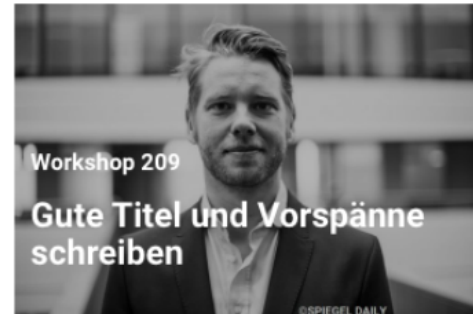 Workshop 209
Gute Titel und Vorspänne
schreiben
©SPIEGEL DAILY